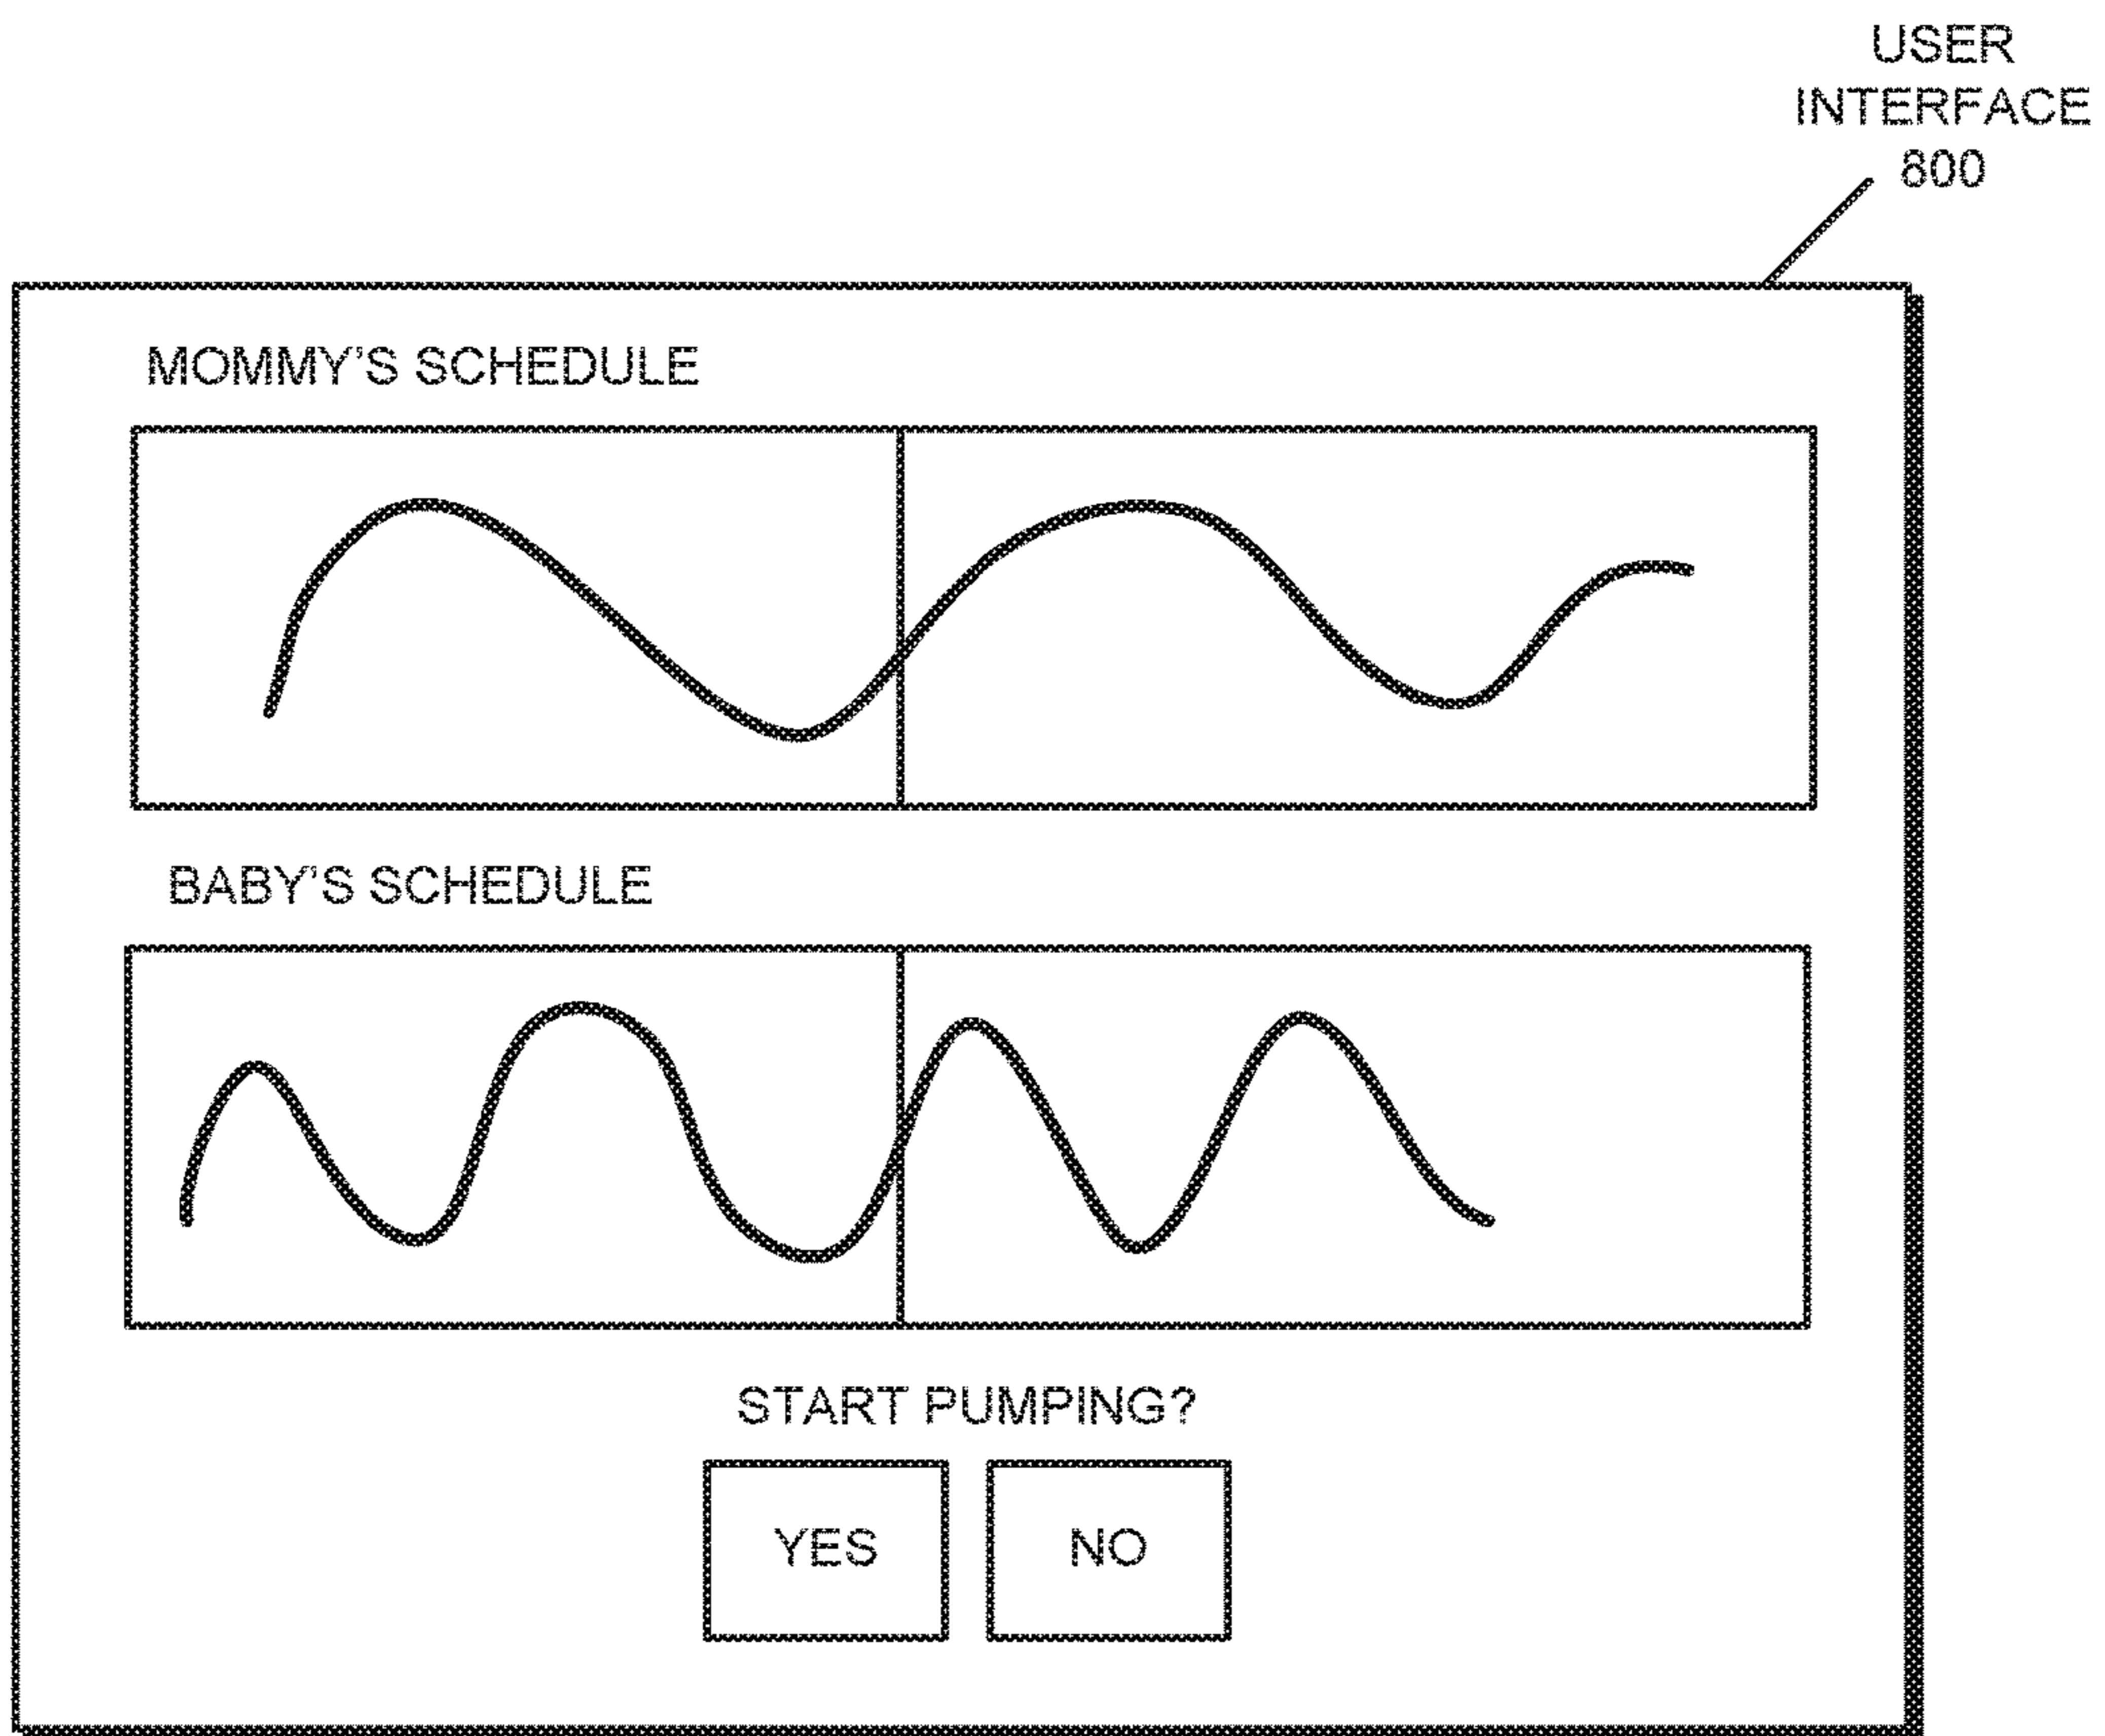 USER
INTERFACE
800
MOMMY'S SCHEDULE
BABY'S SCHEDULE
START PUMPING?
YES
NO